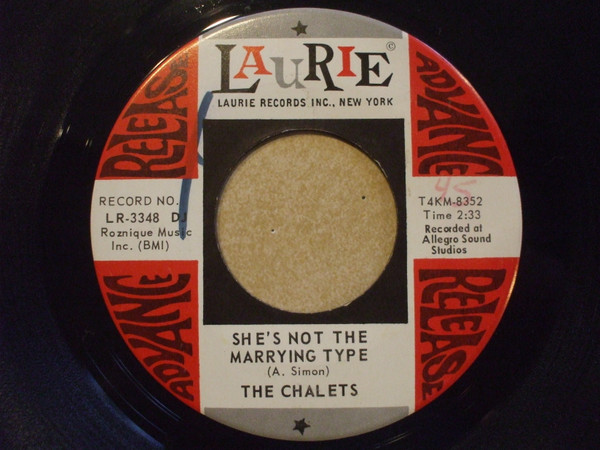 LAURIE ©
LAURIE RECORDS INC., NEW YORK
ADVANCE
RELEASE
ADVANCE
RELEASE
RECORD NO.
LR-3348 DJ
Roznique Music
Inc. (BMI)
T4KM-8352
Time 2:33
Recorded at
Allegro Sound
Studios
45
SHE'S NOT THE
MARRYING TYPE
(A. Simon)
THE CHALETS